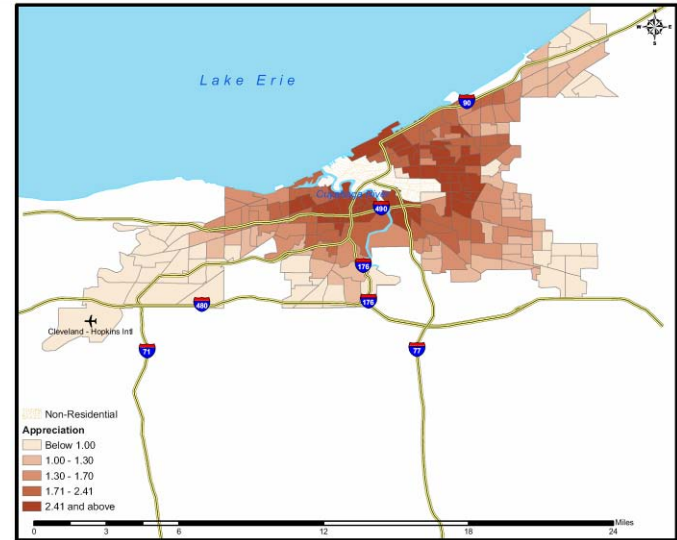 N
W E
S
Lake Erie
90
490
176
176
480
Cleveland - Hopkins Intl
71
77
Non-Residential
Appreciation
Below 1.00
1.00 - 1.30
1.30 - 1.70
1.71 - 2.41
2.41 and above
Miles
0 3 6 12 18 24